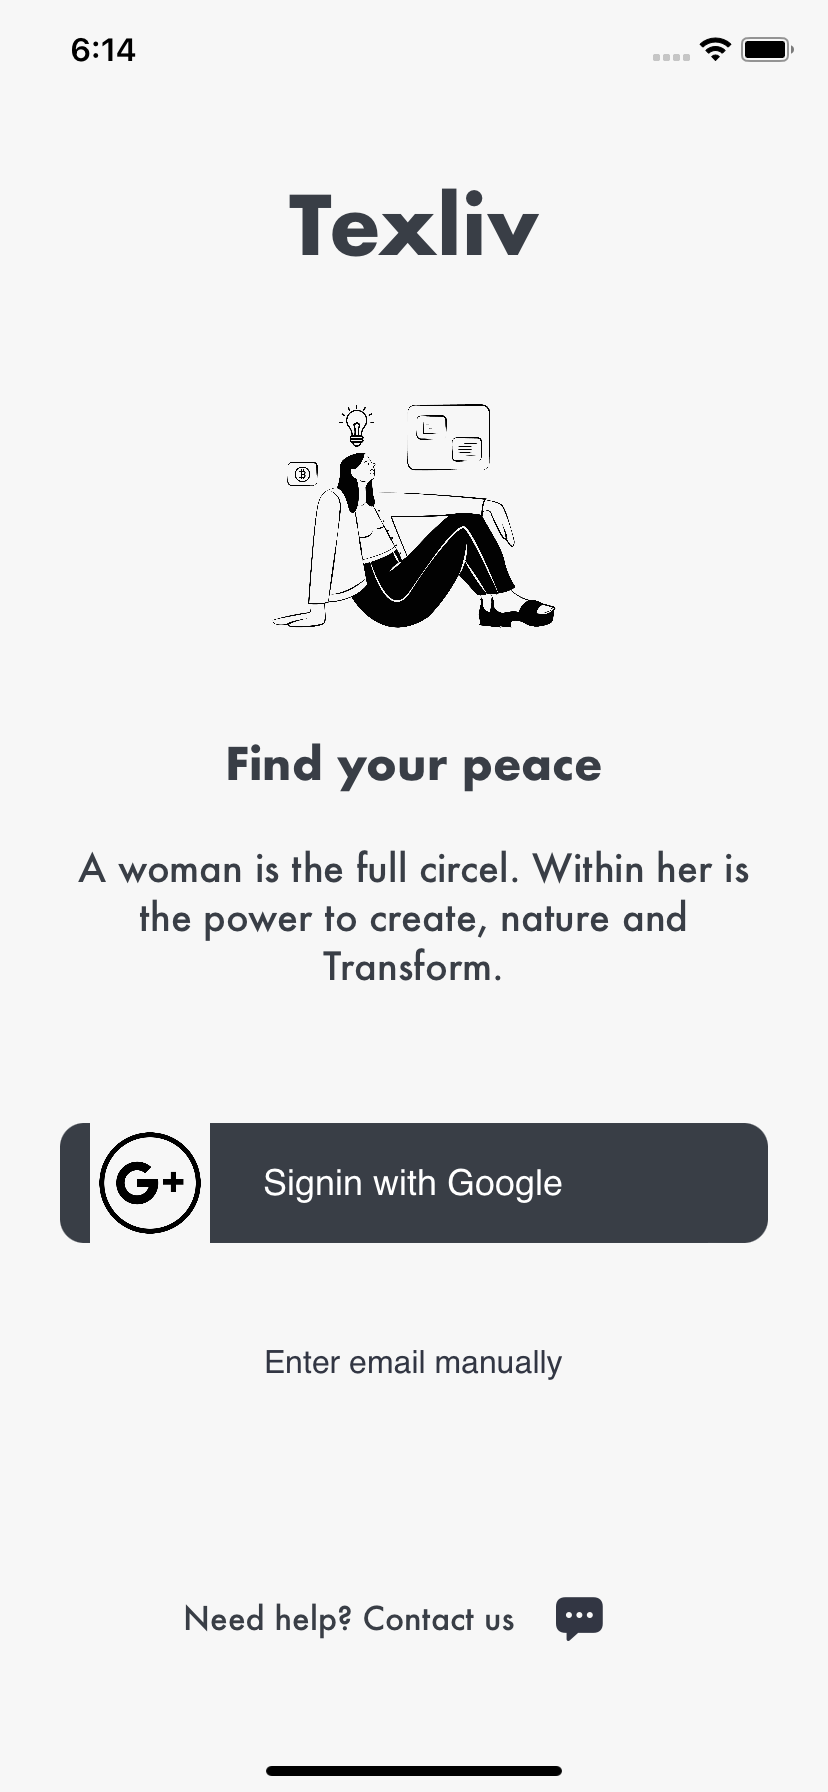 6:14
Texliv
Find your peace
A woman is the full circel. Within her is
the power to create, nature and
Transform.
G+
Signin with Google
Enter email manually
Need help? Contact us